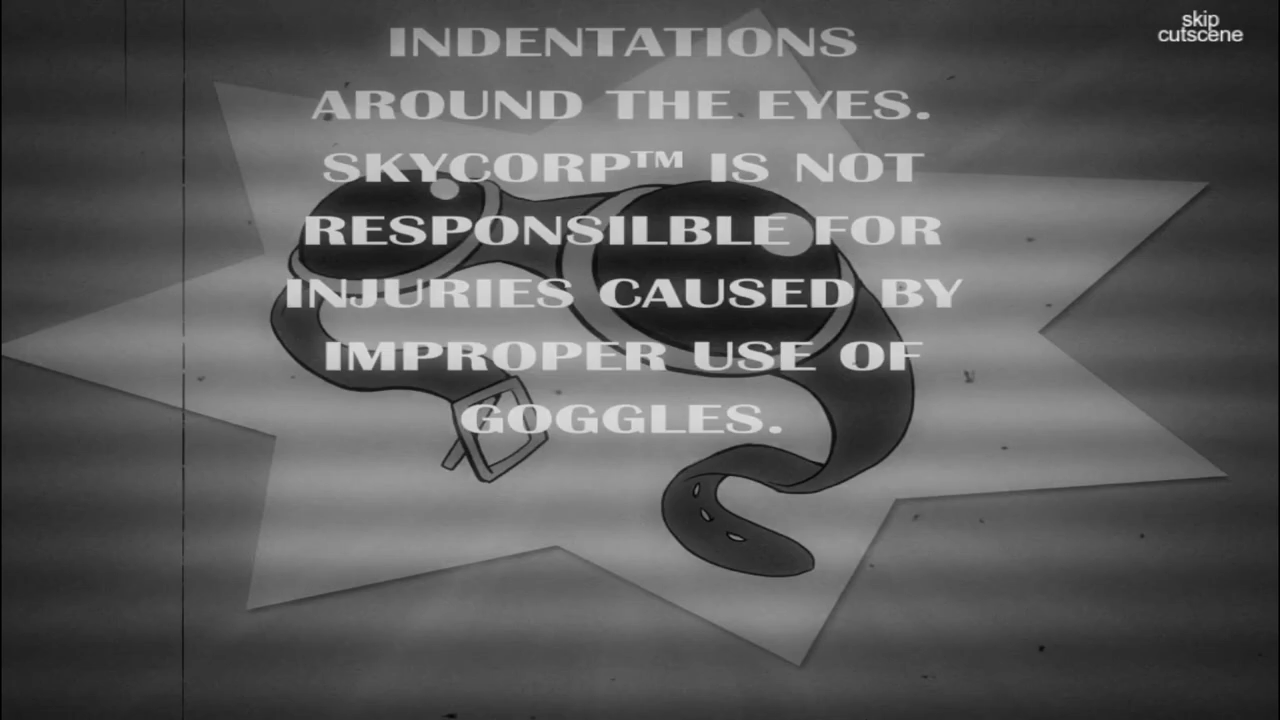 INDENTATIONS
AROUND THE EYES.
SKYCORP™ IS NOT
RESPONSILBLE FOR
INJURIES CAUSED BY
IMPROPER USE OF
GOGGLES.
skip
cutscene